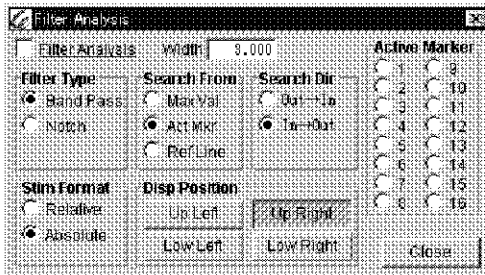 Filter Analysis
Filter Analysis Width 3.000
Filter Type
Band Pass
Notch
Search From
Max Val
Act Mkr
Ref Line
Search Dir
Out→In
In→Out
Active Marker
1 9
2 10
3 11
4 12
5 13
6 14
7 15
8 16
Stim Format
Relative
Absolute
Disp Position
Up Left Up Right
Low Left Low Right
Close